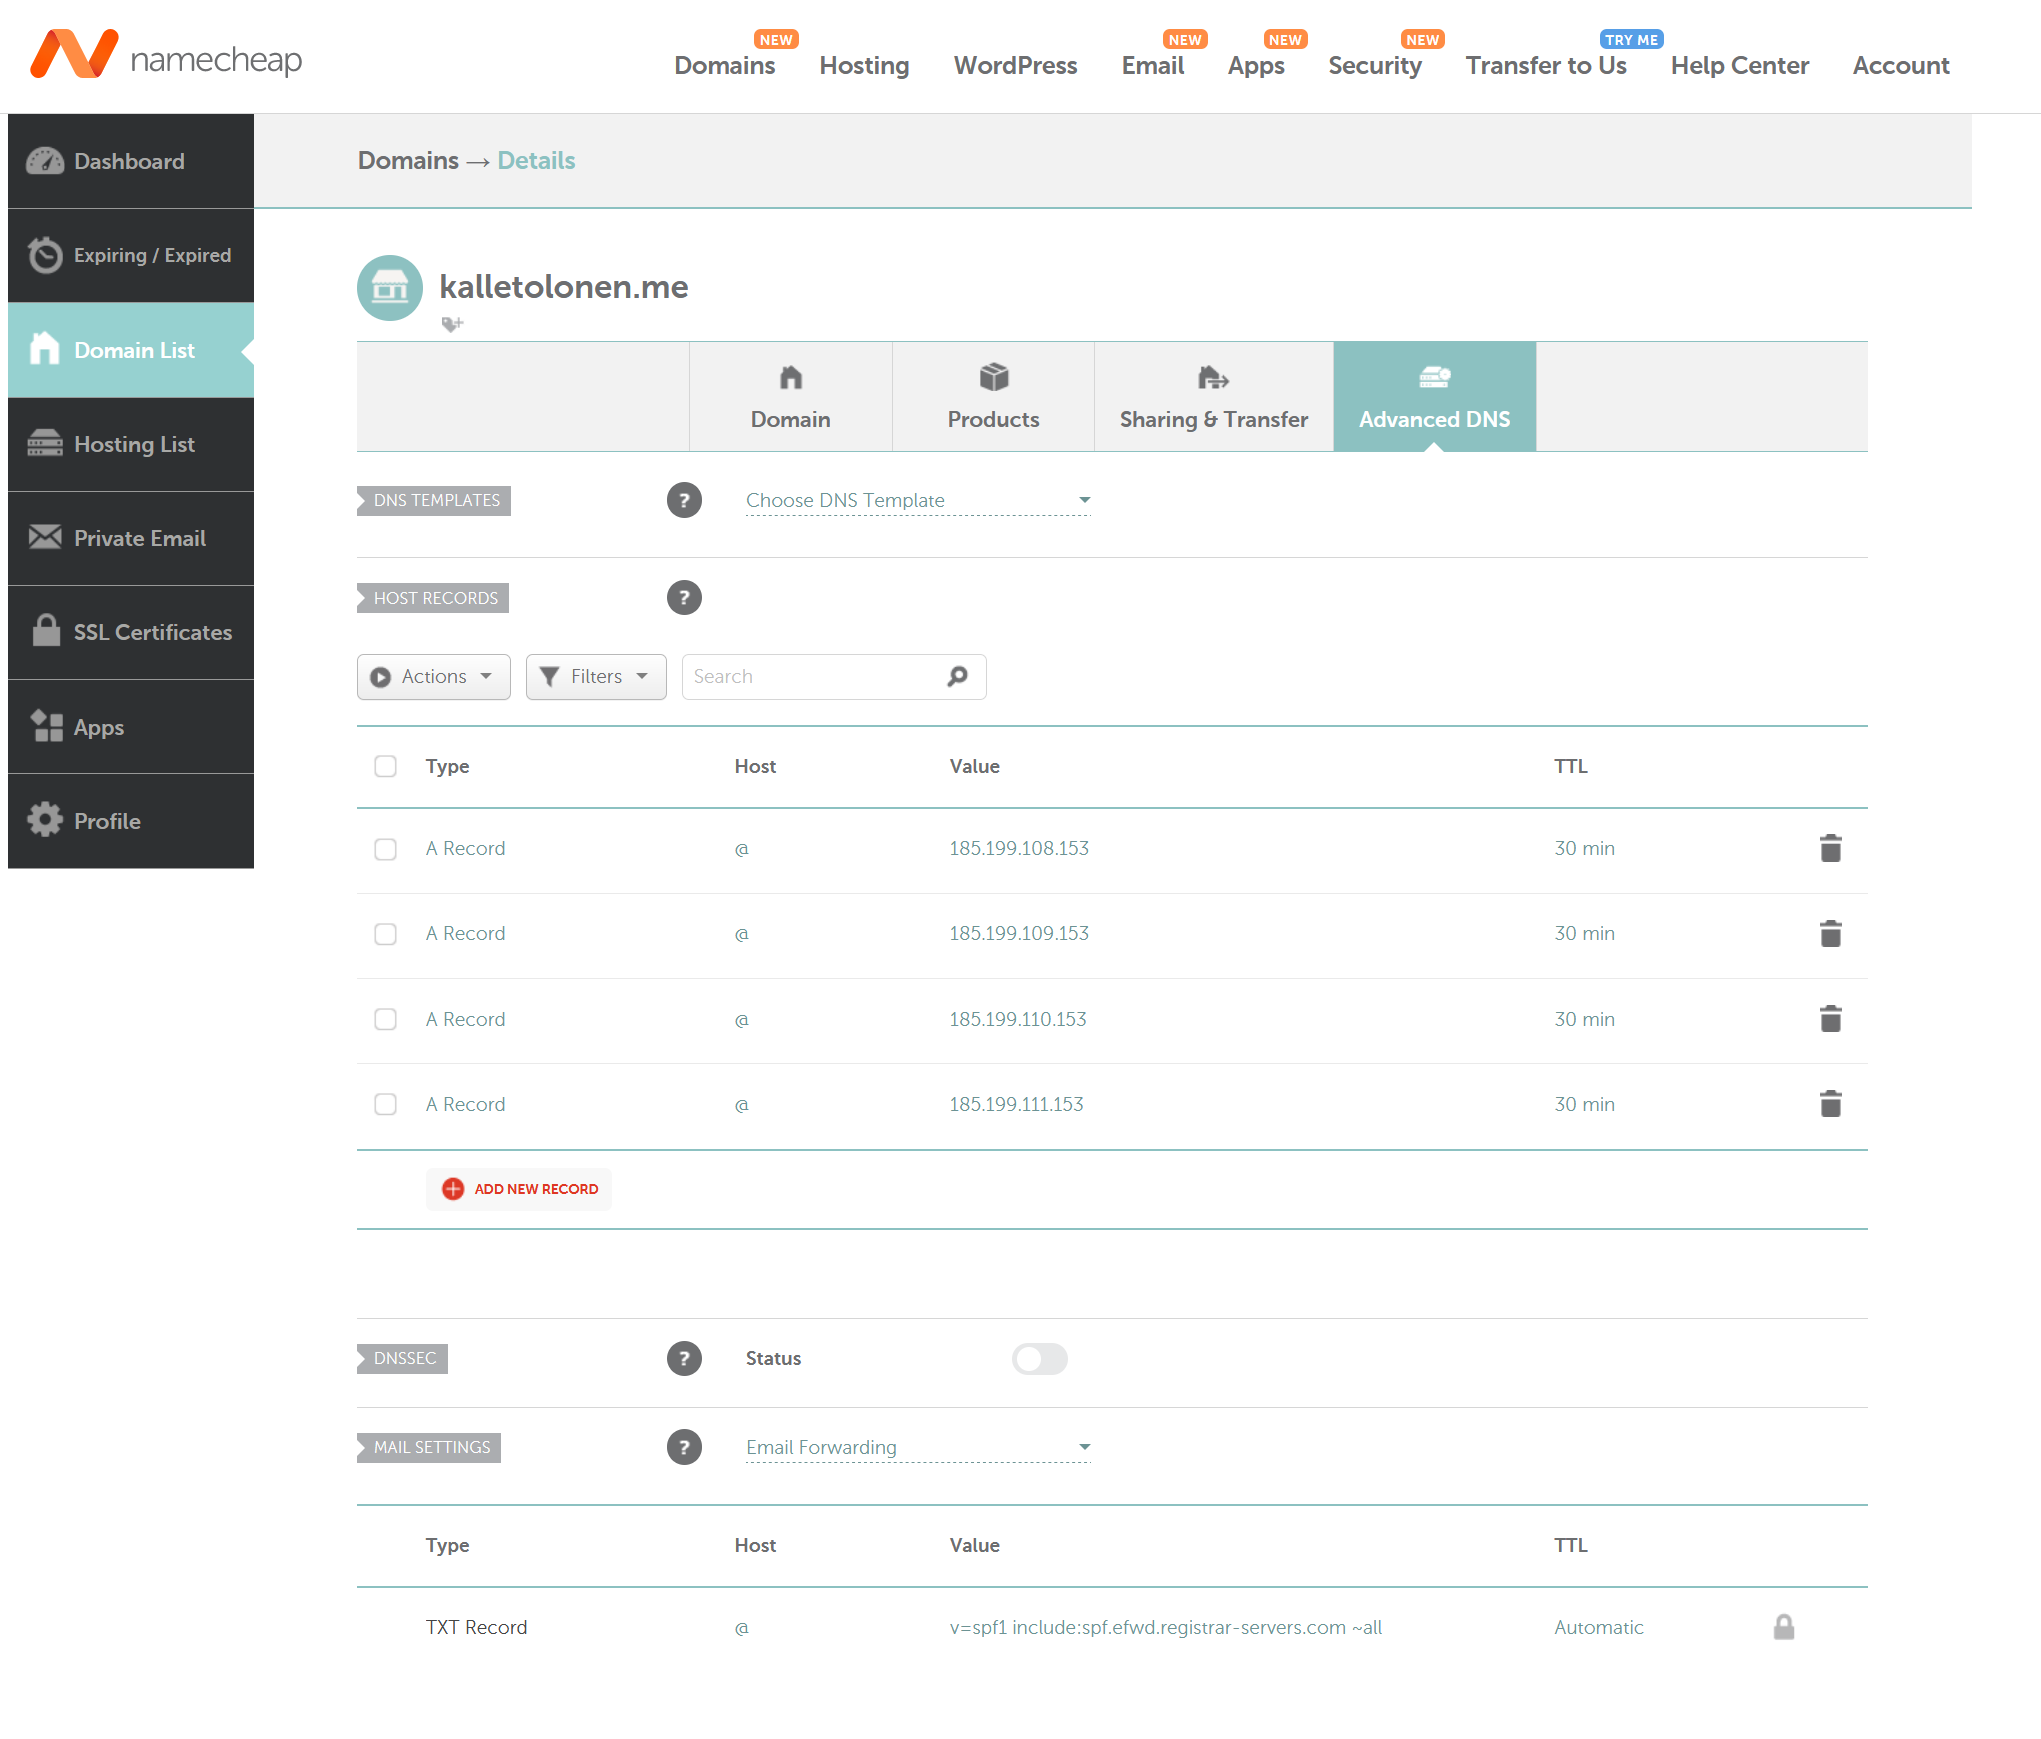 namecheap
NEW NEW NEW NEW TRY ME
Domains Hosting WordPress Email Apps Security Transfer to Us Help Center Account
Dashboard
Expiring / Expired
Domain List
Hosting List
Private Email
SSL Certificates
Apps
Profile
Domains → Details
kalletolonen.me
Domain Products Sharing & Transfer Advanced DNS
DNS TEMPLATES ? Choose DNS Template
HOST RECORDS ?
Actions Filters Search
Type Host Value TTL
A Record @ 185.199.108.153 30 min
A Record @ 185.199.109.153 30 min
A Record @ 185.199.110.153 30 min
A Record @ 185.199.111.153 30 min
ADD NEW RECORD
DNSSEC ? Status
MAIL SETTINGS ? Email Forwarding
Type Host Value TTL
TXT Record @ v=spf1 include:spf.efwd.registrar-servers.com ~all Automatic